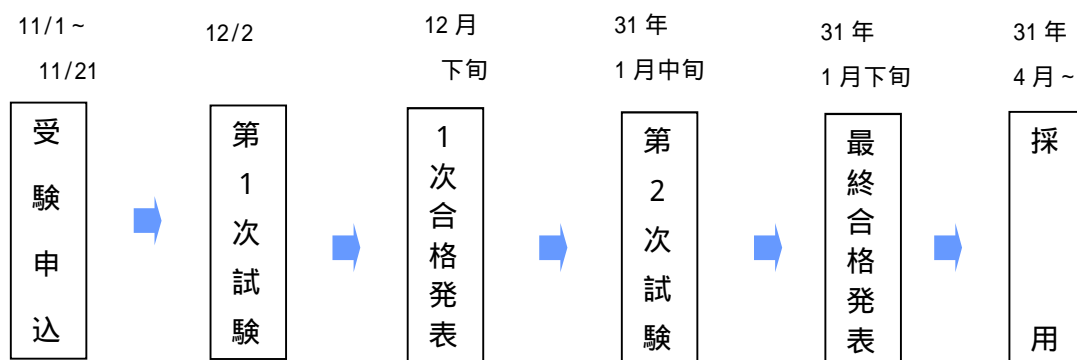 11/1~
11/21
受験申込
12/2
第1次試験
12月
下旬
1次合格発表
31年
1月中旬
第2次試験
31年
1月下旬
最終合格発表
31年
4月~
採用